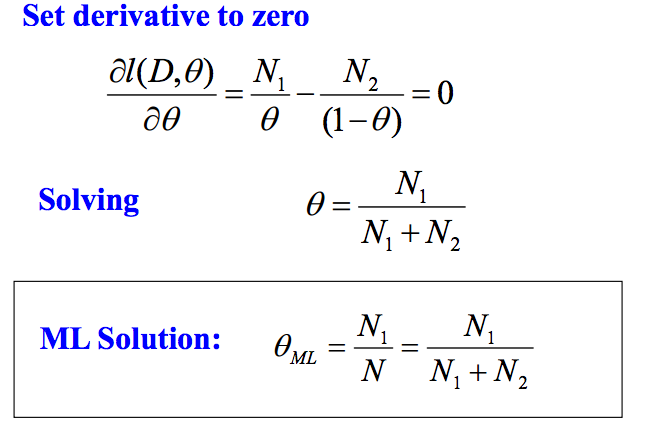 Set derivative to zero
∂l(D,θ)/∂θ = N₁/θ − N₂/(1−θ) = 0
Solving θ = N₁/(N₁ + N₂)
ML Solution: θ_ML = N₁/N = N₁/(N₁ + N₂)